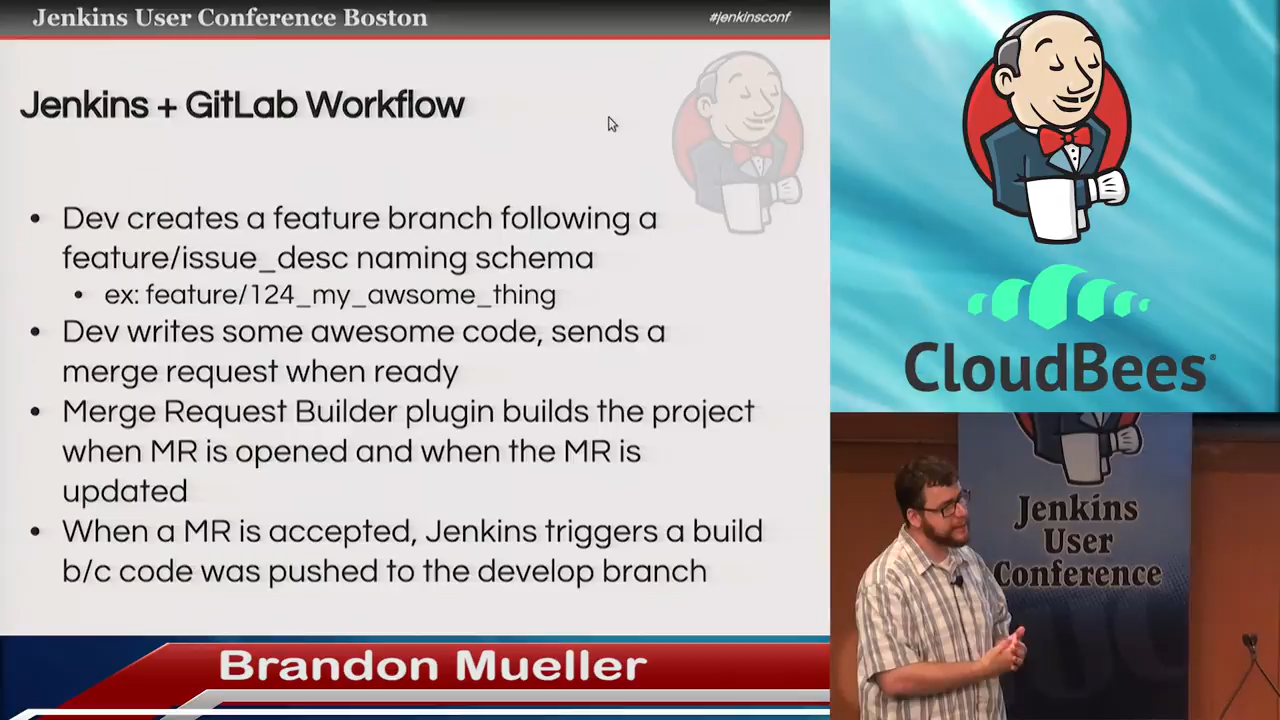 Jenkins User Conference Boston
#jenkinsconf
Jenkins + GitLab Workflow
• Dev creates a feature branch following a
feature/issue_desc naming schema
• ex: feature/124_my_awsome_thing
• Dev writes some awesome code, sends a
merge request when ready
• Merge Request Builder plugin builds the project
when MR is opened and when the MR is
updated
• When a MR is accepted, Jenkins triggers a build
b/c code was pushed to the develop branch
Brandon Mueller
CloudBees
Jenkins
User
Conference